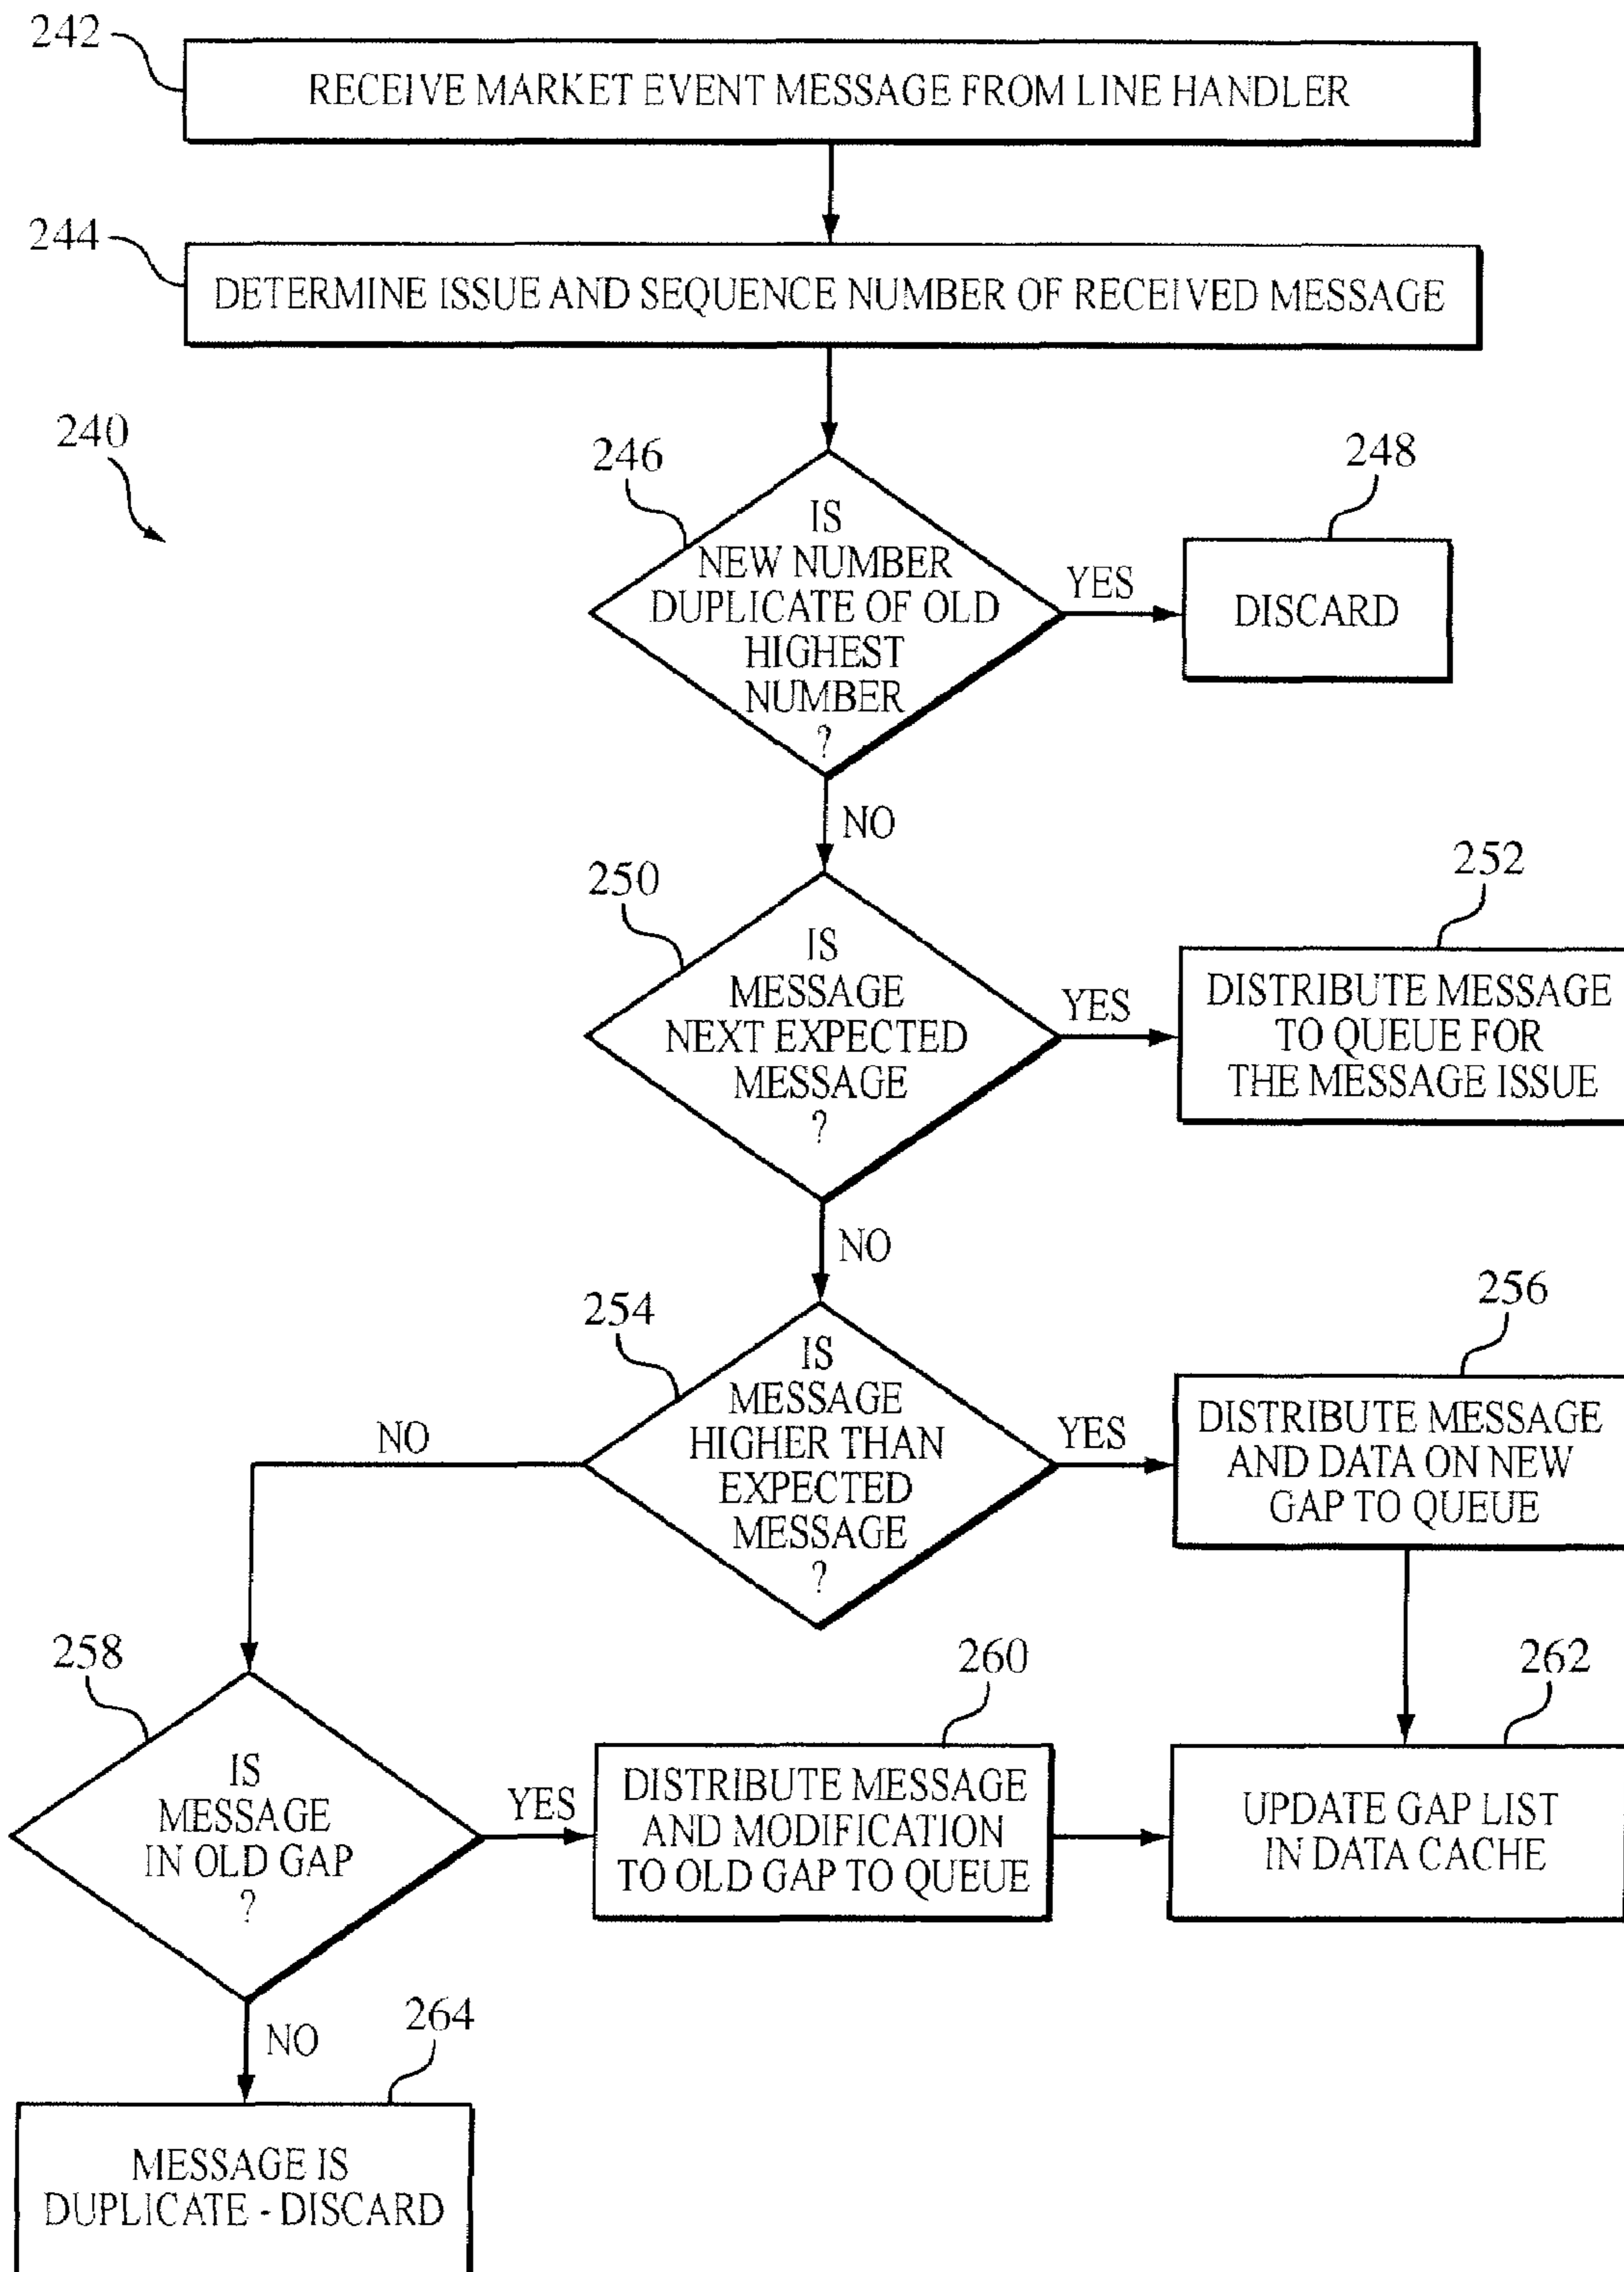 242
RECEIVE MARKET EVENT MESSAGE FROM LINE HANDLER
244
DETERMINE ISSUE AND SEQUENCE NUMBER OF RECEIVED MESSAGE
240
246
IS
NEW NUMBER
DUPLICATE OF OLD
HIGHEST
NUMBER
?
YES
248
DISCARD
NO
250
IS
MESSAGE
NEXT EXPECTED
MESSAGE
?
YES
252
DISTRIBUTE MESSAGE
TO QUEUE FOR
THE MESSAGE ISSUE
NO
254
IS
MESSAGE
HIGHER THAN
EXPECTED
MESSAGE
?
YES
256
DISTRIBUTE MESSAGE
AND DATA ON NEW
GAP TO QUEUE
NO
258
IS
MESSAGE
IN OLD GAP
?
YES
260
DISTRIBUTE MESSAGE
AND MODIFICATION
TO OLD GAP TO QUEUE
262
UPDATE GAP LIST
IN DATA CACHE
NO
264
MESSAGE IS
DUPLICATE - DISCARD